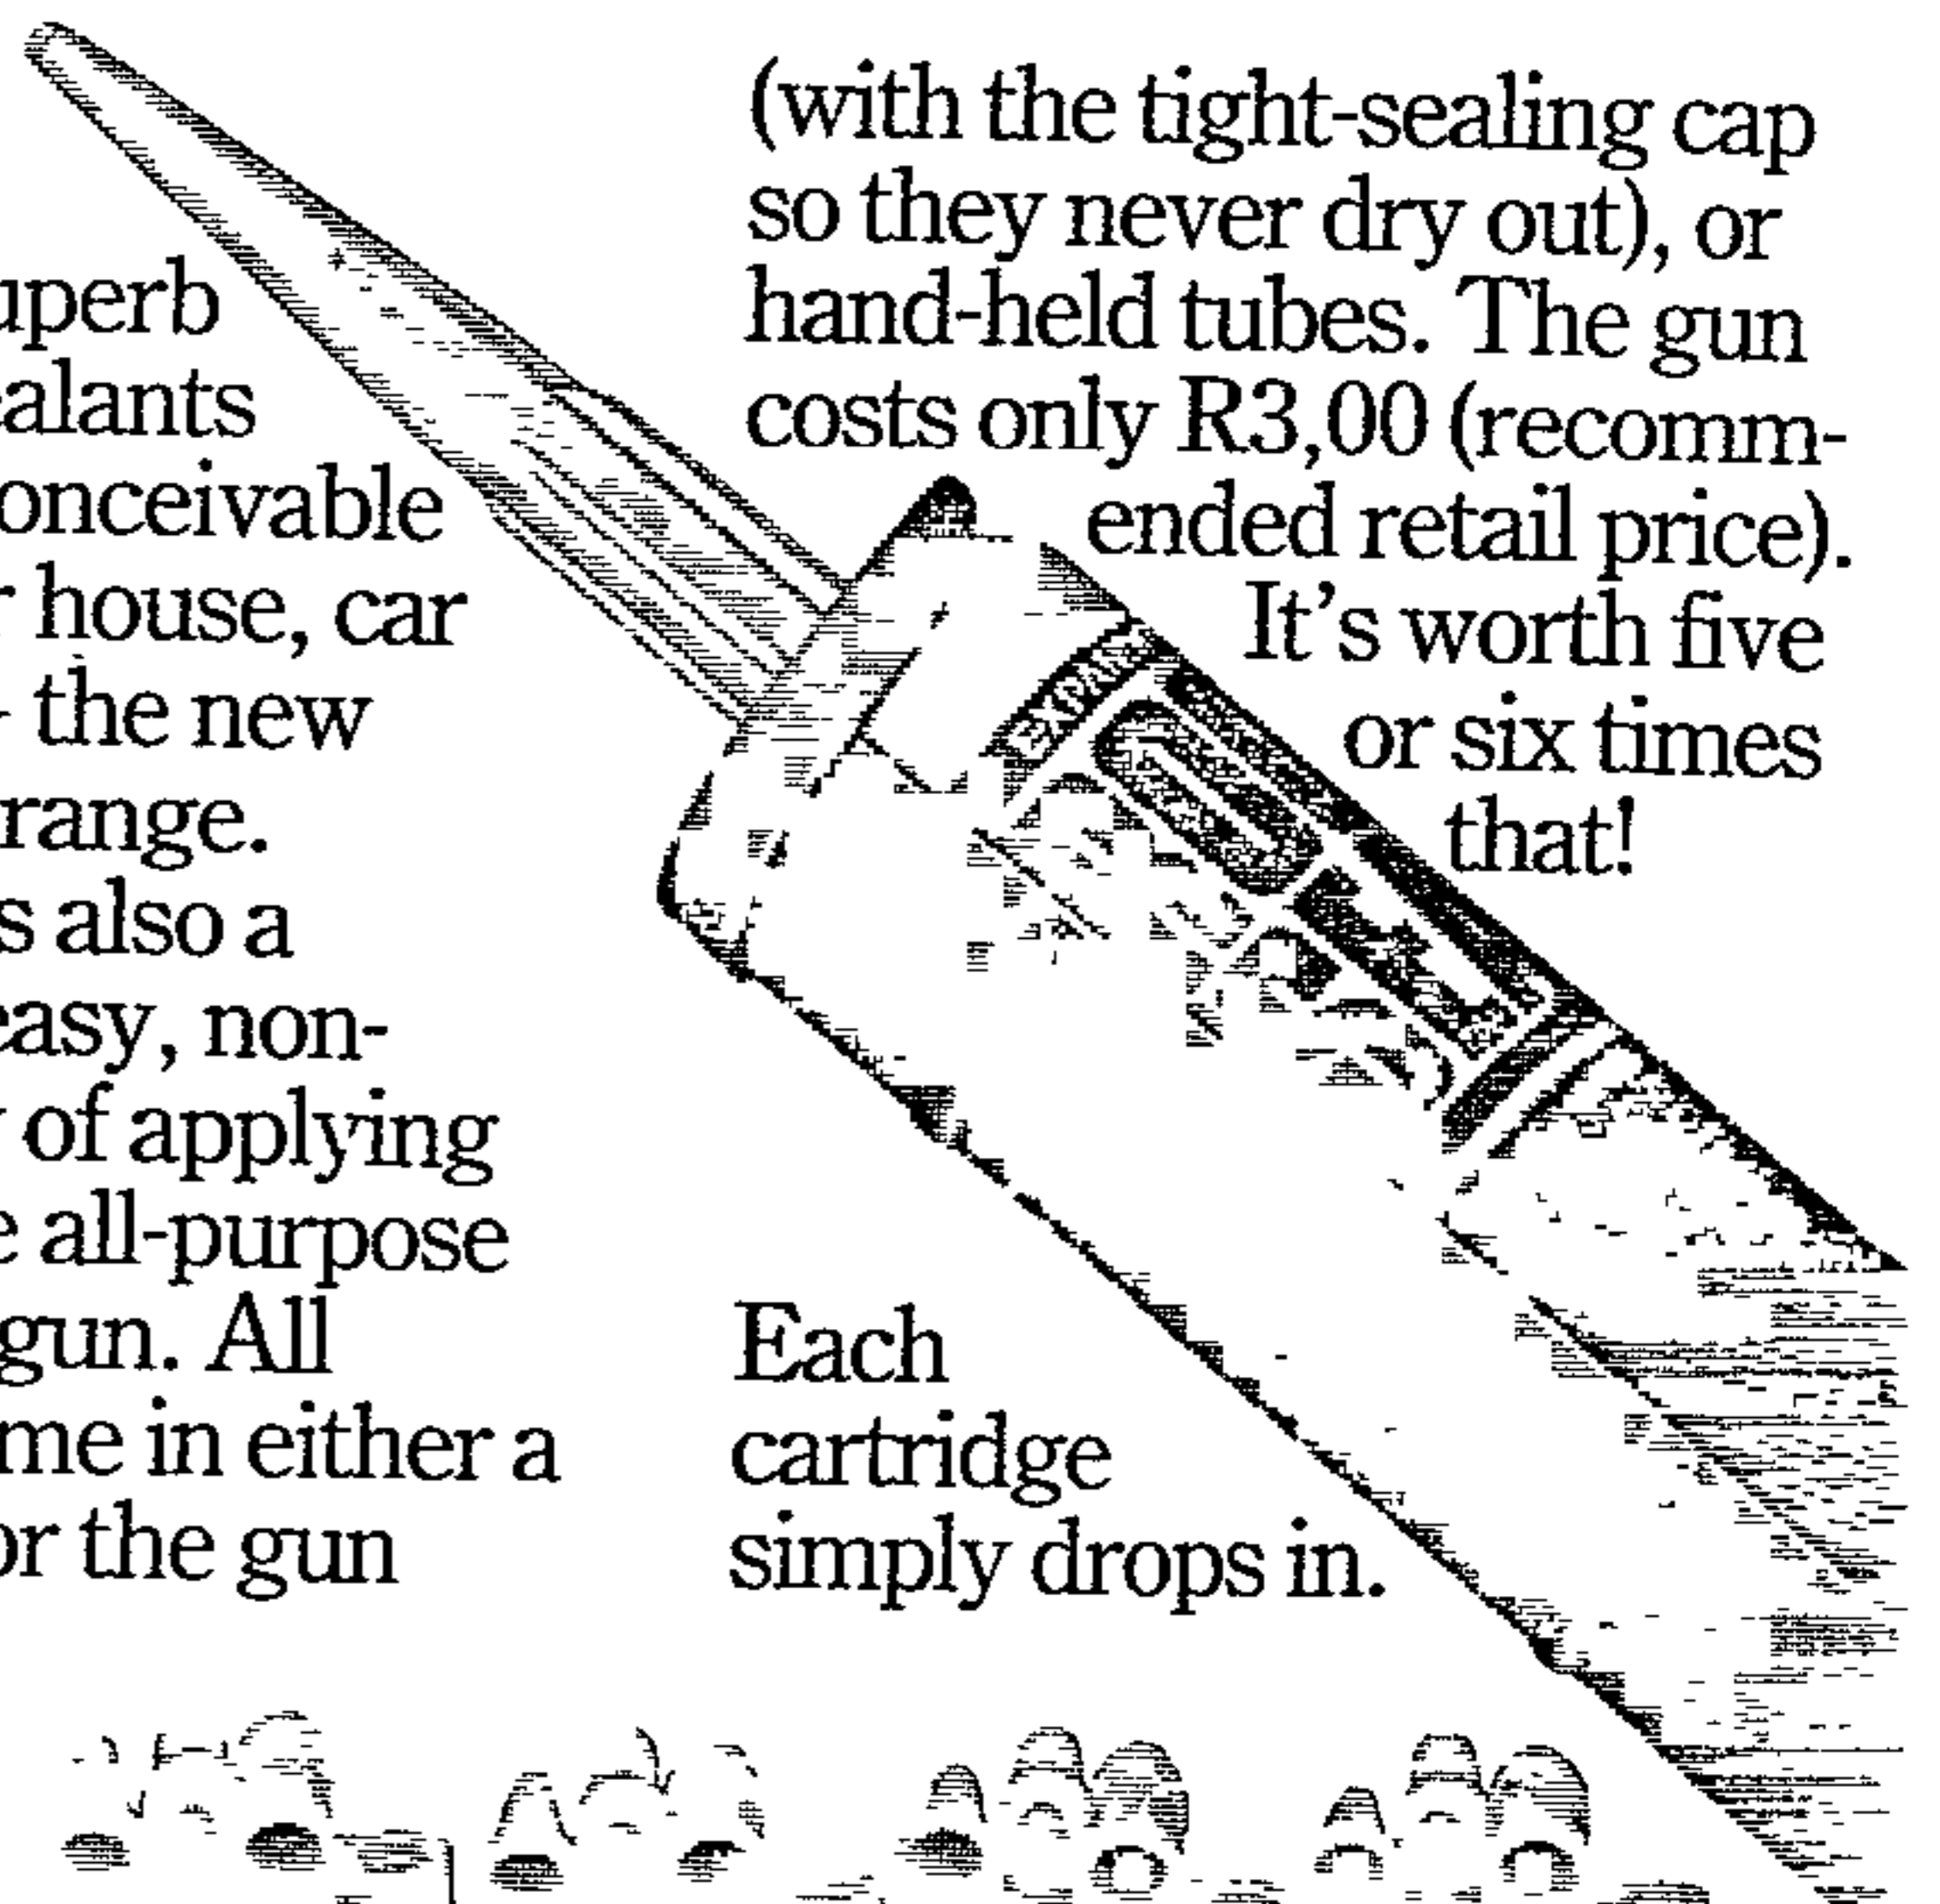 uperb
alants
onceivable
r house, car
- the new
range.
s also a
easy, non-
y of applying
e all-purpose
gun. All
me in either a
or the gun
(with the tight-sealing cap
so they never dry out), or
hand-held tubes. The gun
costs only R3,00 (recomm-
ended retail price).
It's worth five
or six times
that!
Each
cartridge
simply drops in.